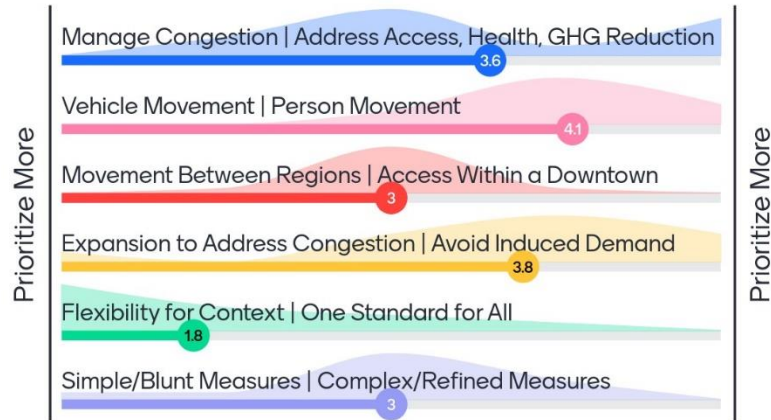 Prioritize More
Manage Congestion | Address Access, Health, GHG Reduction
3.6
Vehicle Movement | Person Movement
4.1
Movement Between Regions | Access Within a Downtown
3
Expansion to Address Congestion | Avoid Induced Demand
3.8
Flexibility for Context | One Standard for All
1.8
Simple/Blunt Measures | Complex/Refined Measures
3
Prioritize More